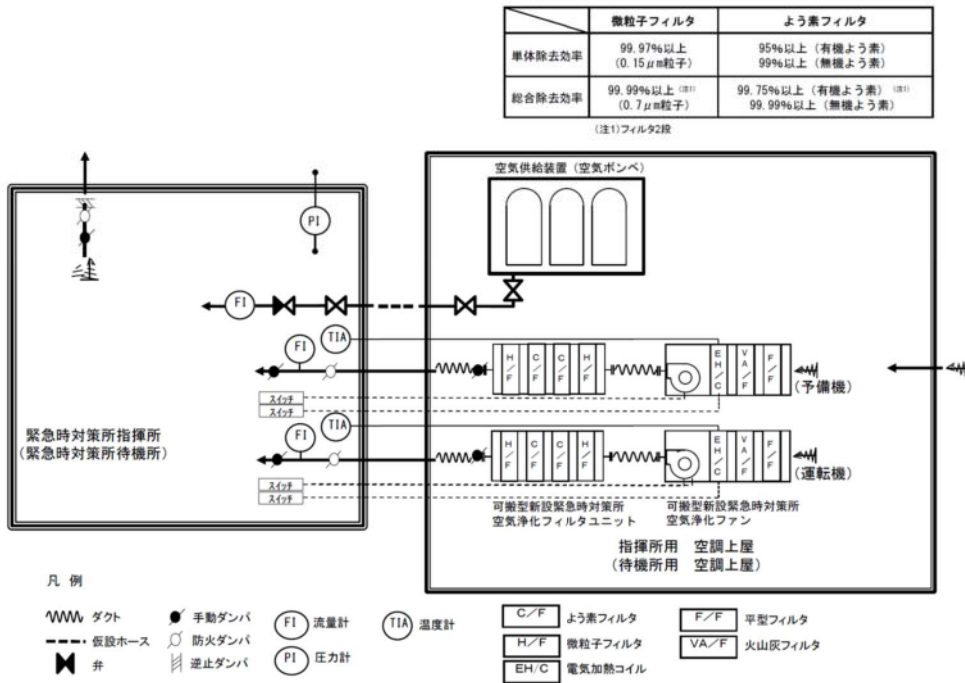 微粒子フィルタ よう素フィルタ
単体除去効率 99.97%以上 95%以上（有機よう素）
(0.15μm粒子) 99%以上（無機よう素）
総合除去効率 99.99%以上（注1） 99.75%以上（有機よう素）（注1）
(0.7μm粒子) 99.99%以上（無機よう素）
(注1)フィルタ2段
空気供給装置（空気ボンベ）
PI
FI
TIA
FI
H/F C/F C/F H/F
EH/C VA/F F/F
(予備機)
スイッチ
スイッチ
TIA
FI
緊急時対策所指揮所
(緊急時対策所待機所)
H/F C/F C/F H/F
EH/C VA/F F/F
(運転機)
スイッチ
スイッチ
可搬型新設緊急時対策所
空気浄化フィルタユニット
可搬型新設緊急時対策所
空気浄化ファン
指揮所用 空調上屋
(待機所用 空調上屋)
凡 例
ダクト
仮設ホース
弁
手動ダンパ
防火ダンパ
逆止ダンパ
FI 流量計
PI 圧力計
TIA 温度計
C/F よう素フィルタ
H/F 微粒子フィルタ
EH/C 電気加熱コイル
F/F 平型フィルタ
VA/F 火山灰フィルタ